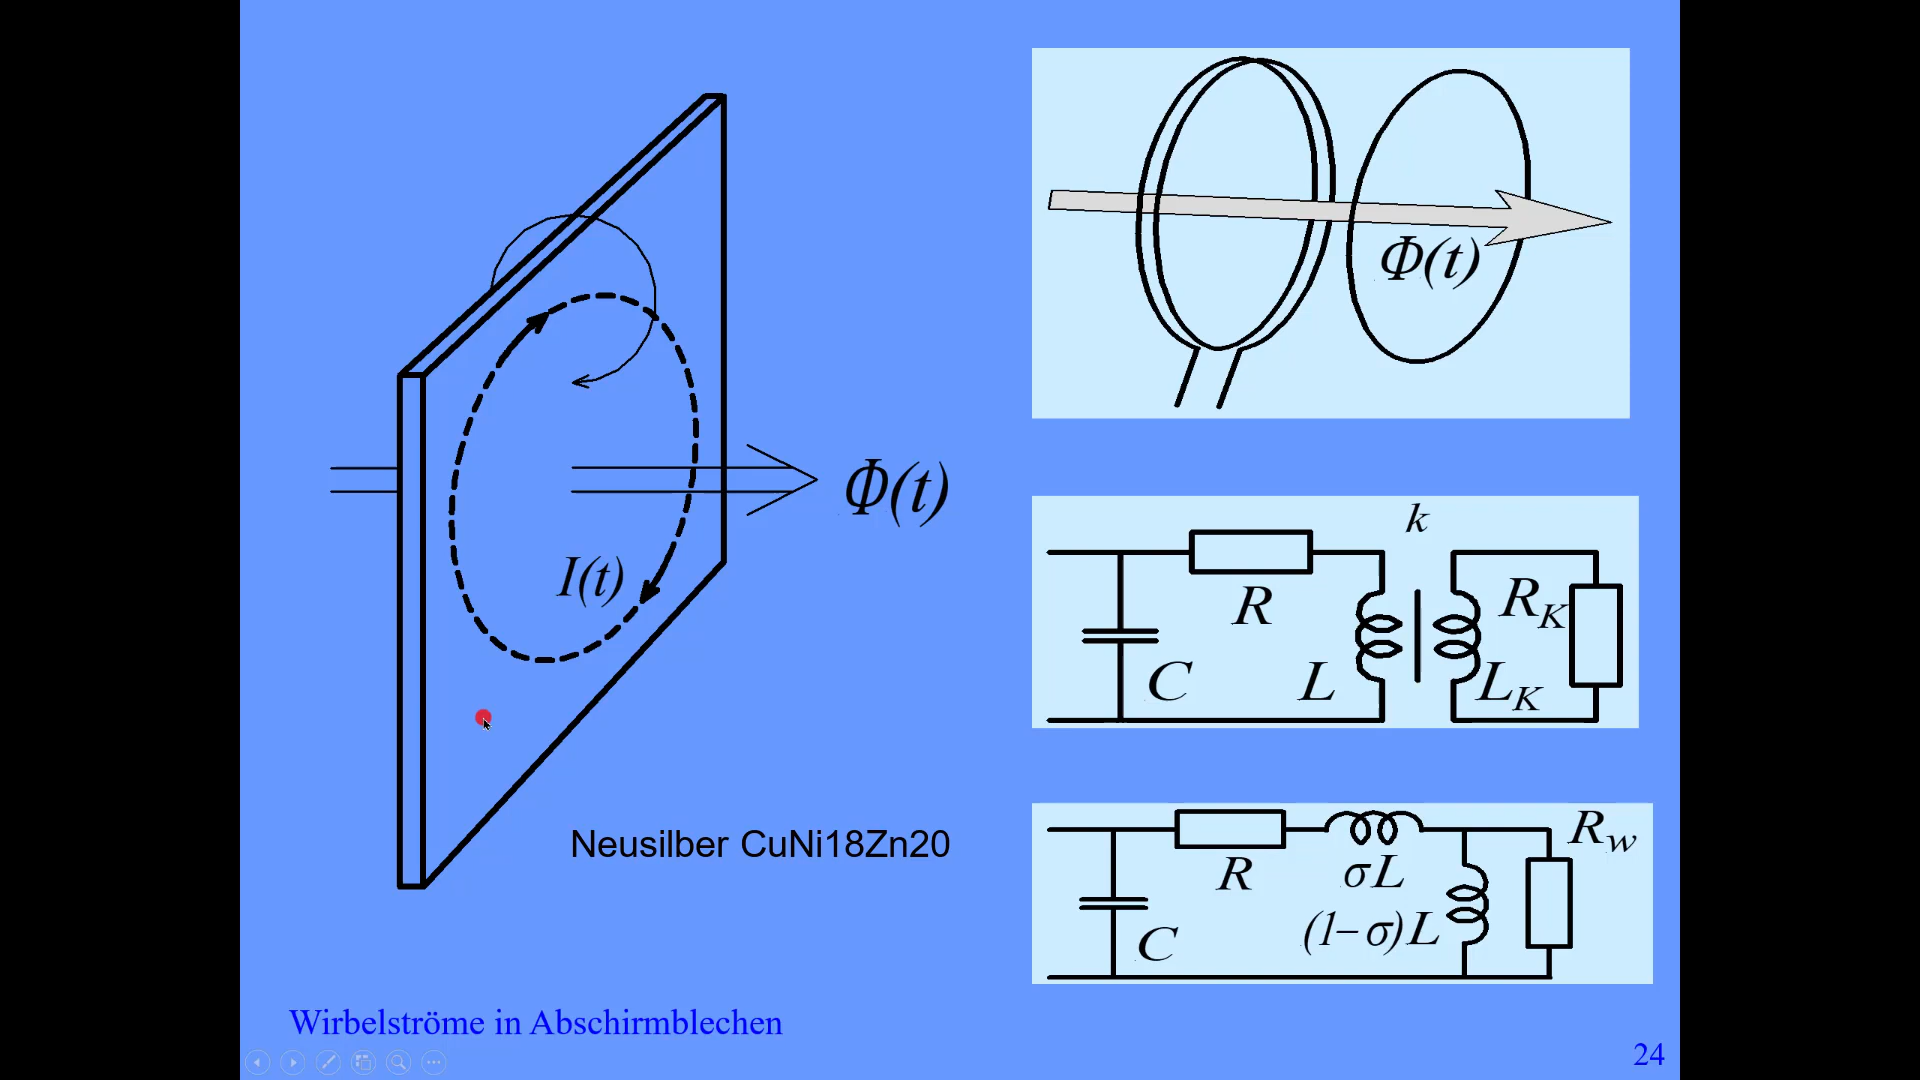 Φ(t)
I(t)
Neusilber CuNi18Zn20
Φ(t)
k
R
R_K
C
L
L_K
R_w
R
σL
(1−σ)L
C
Wirbelströme in Abschirmblechen
24